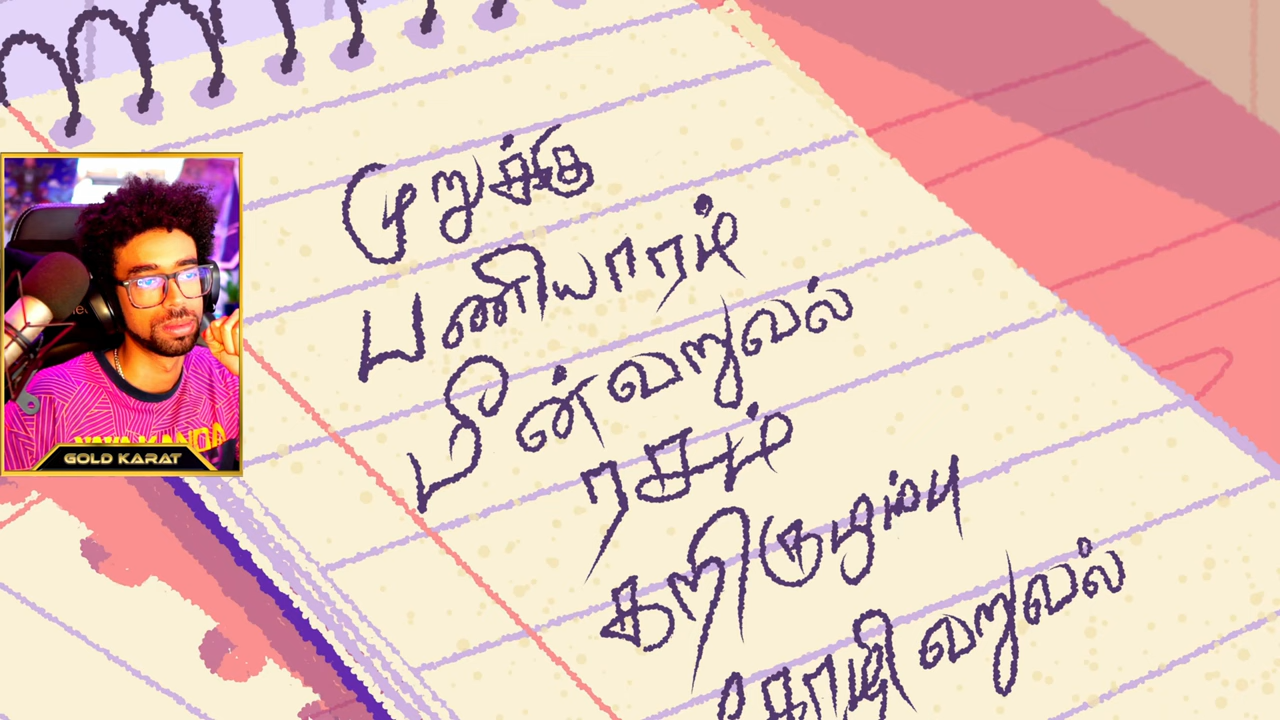 முறுக்கு
பணியாரம்
மீன் வறுவல்
ரசம்
கறி குழம்பு
கோழி வறுவல்
GOLD KARAT